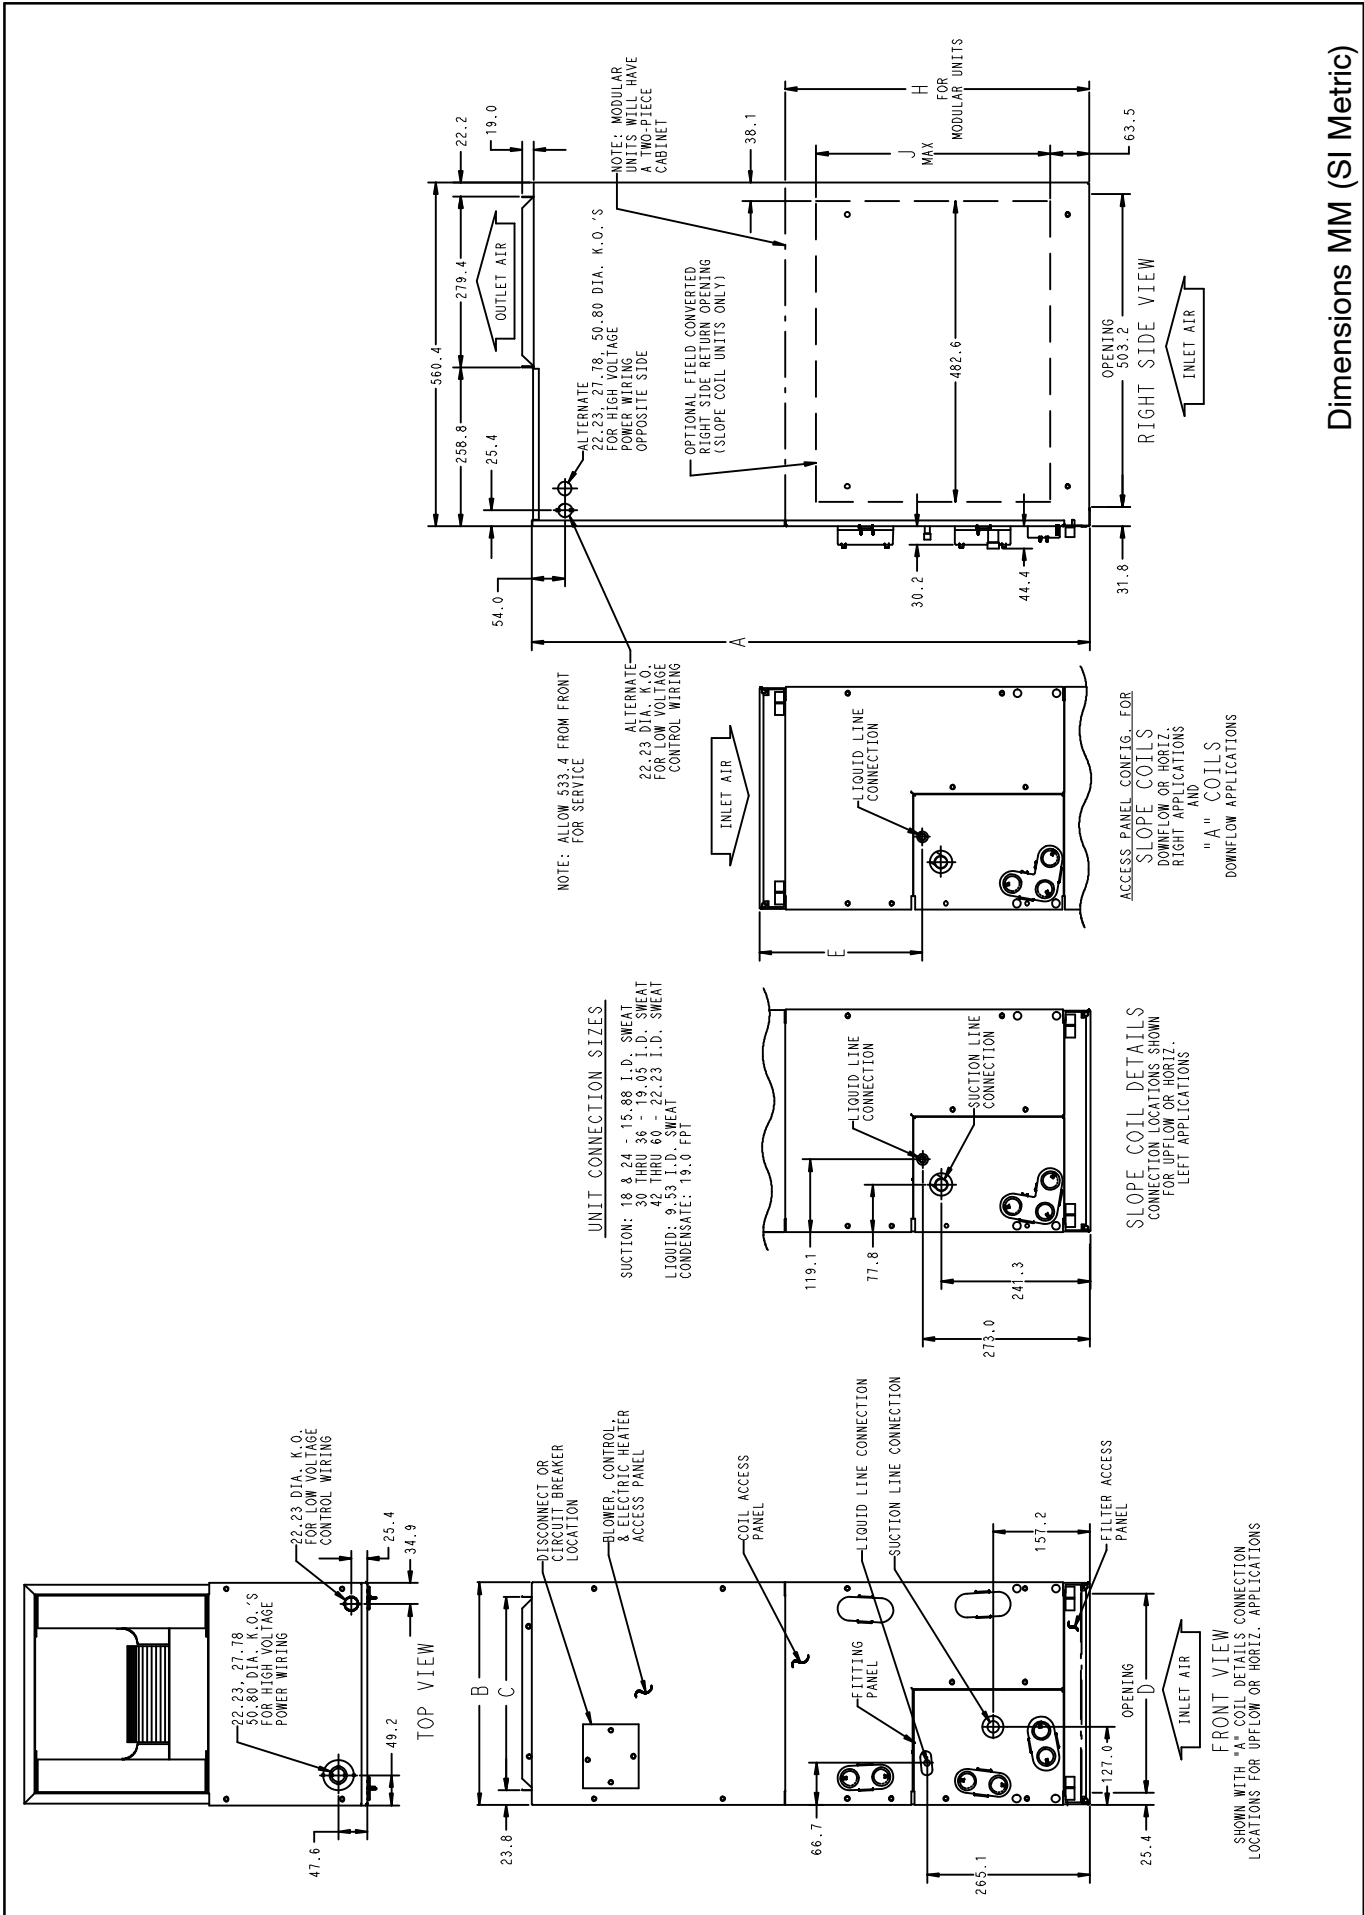 Dimensions MM (SI Metric)
22.23, 27.78
50.80 DIA. K.O.'S
FOR HIGH VOLTAGE
POWER WIRING
22.23 DIA. K.O.
FOR LOW VOLTAGE
CONTROL WIRING
47.6
49.2
25.4
34.9
TOP VIEW
B
C
23.8
DISCONNECT OR
CIRCUIT BREAKER
LOCATION
BLOWER, CONTROL,
& ELECTRIC HEATER
ACCESS PANEL
COIL ACCESS
PANEL
66.7
FITTING
PANEL
LIQUID LINE CONNECTION
SUCTION LINE CONNECTION
265.1
157.2
127.0
25.4
OPENING
D
FILTER ACCESS
PANEL
INLET AIR
FRONT VIEW
SHOWN WITH "A" COIL DETAILS CONNECTION
LOCATIONS FOR UPFLOW OR HORIZ. APPLICATIONS
UNIT CONNECTION SIZES
SUCTION: 18 & 24 - 15.88 I.D. SWEAT
30 THRU 36 - 19.05 I.D. SWEAT
42 THRU 60 - 22.23 I.D. SWEAT
LIQUID: 9.53 I.D. SWEAT
CONDENSATE: 19.0 FPT
119.1
77.8
LIQUID LINE
CONNECTION
SUCTION LINE
CONNECTION
241.3
273.0
SLOPE COIL DETAILS
CONNECTION LOCATIONS SHOWN
FOR UPFLOW OR HORIZ.
LEFT APPLICATIONS
NOTE: ALLOW 533.4 FROM FRONT
FOR SERVICE
INLET AIR
E
LIQUID LINE
CONNECTION
ACCESS PANEL CONFIG. FOR
SLOPE COILS
DOWNFLOW OR HORIZ.
RIGHT APPLICATIONS
AND
"A" COILS
DOWNFLOW APPLICATIONS
560.4
258.8
279.4
22.2
25.4
19.0
OUTLET AIR
54.0
ALTERNATE
22.23 DIA. K.O.
FOR LOW VOLTAGE
CONTROL WIRING
ALTERNATE
22.23, 27.78, 50.80 DIA. K.O.'S
FOR HIGH VOLTAGE
POWER WIRING
OPPOSITE SIDE
NOTE: MODULAR
UNITS WILL HAVE
A TWO-PIECE
CABINET
OPTIONAL FIELD CONVERTED
RIGHT SIDE RETURN OPENING
(SLOPE COIL UNITS ONLY)
38.1
A
482.6
J
MAX
H
FOR
MODULAR UNITS
30.2
44.4
31.8
63.5
OPENING
503.2
RIGHT SIDE VIEW
INLET AIR